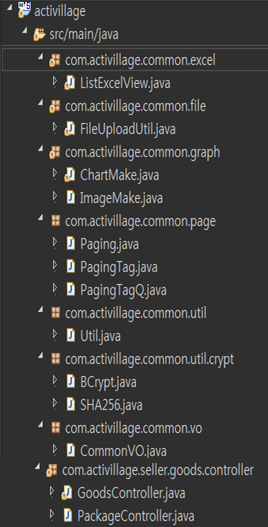 activillage
src/main/java
com.activillage.common.excel
ListExcelView.java
com.activillage.common.file
FileUploadUtil.java
com.activillage.common.graph
ChartMake.java
ImageMake.java
com.activillage.common.page
Paging.java
PagingTag.java
PagingTagQ.java
com.activillage.common.util
Util.java
com.activillage.common.util.crypt
BCrypt.java
SHA256.java
com.activillage.common.vo
CommonVO.java
com.activillage.seller.goods.controller
GoodsController.java
PackageController.java